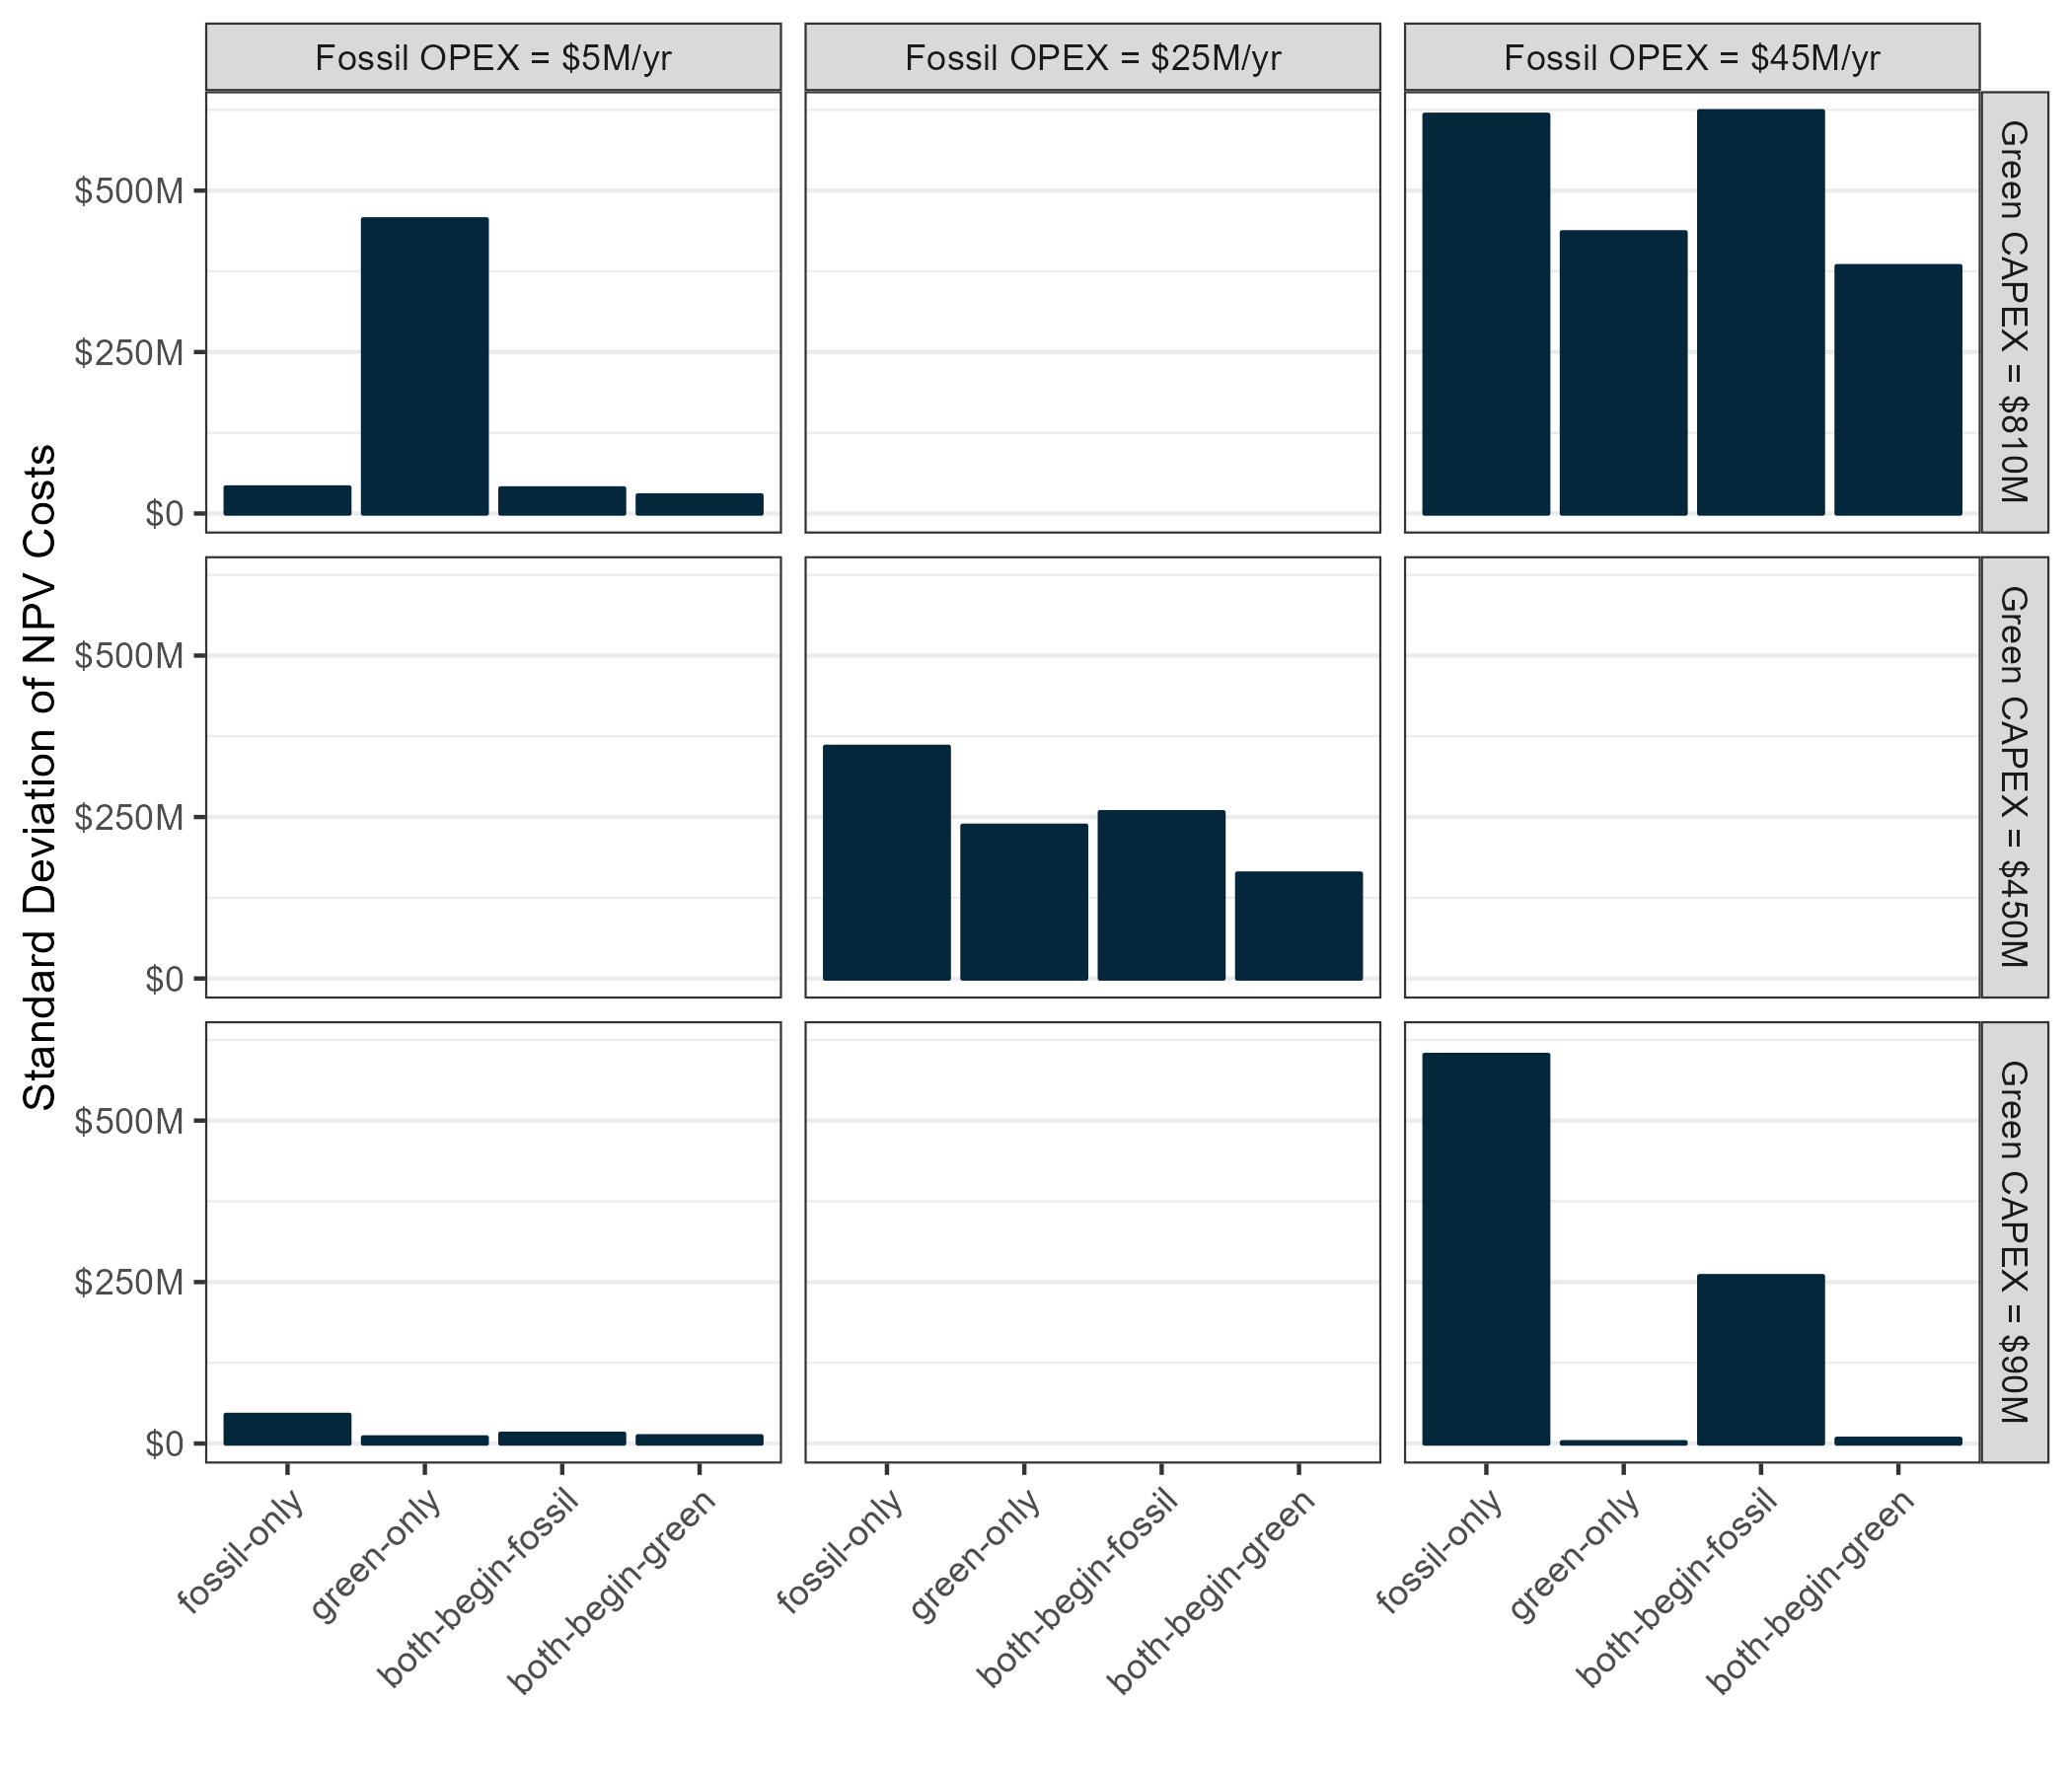 Fossil OPEX = $5M/yr
Fossil OPEX = $25M/yr
Fossil OPEX = $45M/yr
Standard Deviation of NPV Costs
$500M
$250M
$0
Green CAPEX = $810M
$500M
$250M
$0
Green CAPEX = $450M
$500M
$250M
$0
Green CAPEX = $90M
fossil-only
green-only
both-begin-fossil
both-begin-green
fossil-only
green-only
both-begin-fossil
both-begin-green
fossil-only
green-only
both-begin-fossil
both-begin-green